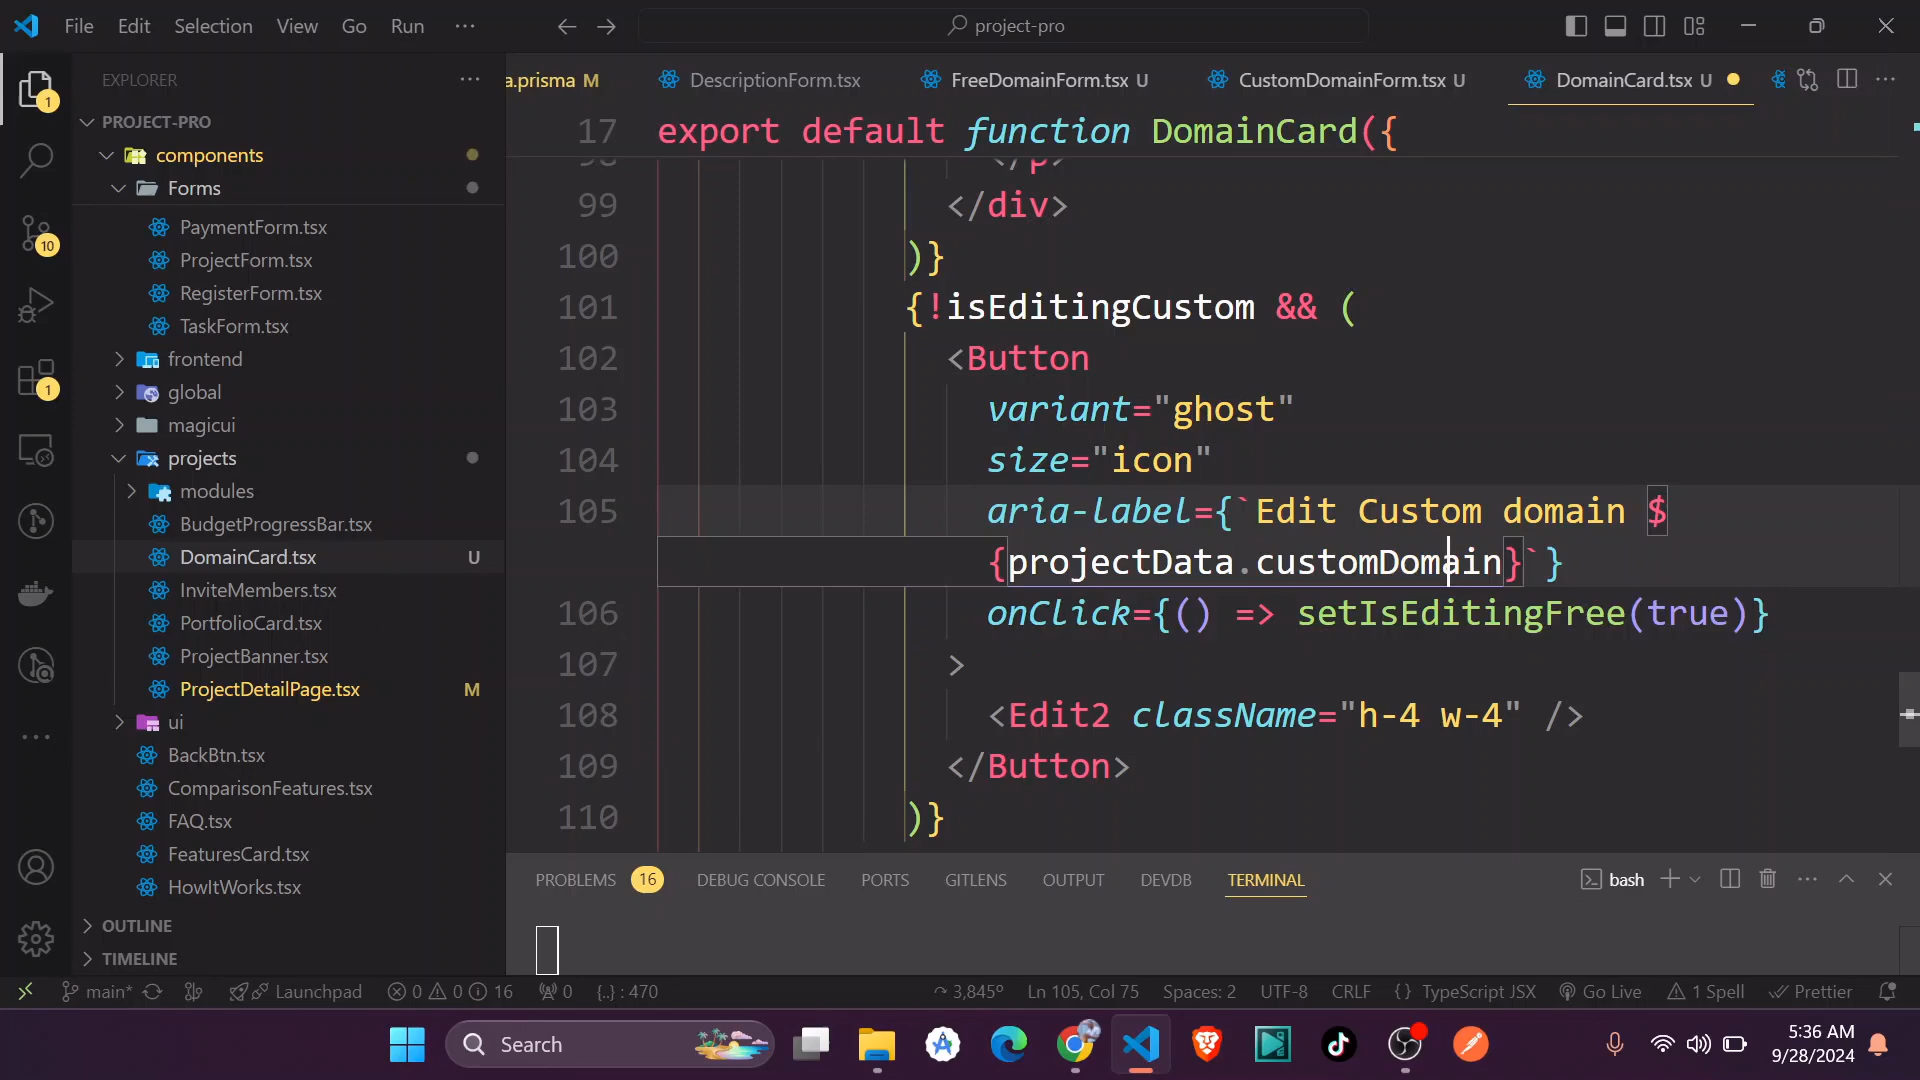 File Edit Selection View Go Run ··· project-pro
EXPLORER
PROJECT-PRO
components
Forms
PaymentForm.tsx
ProjectForm.tsx
RegisterForm.tsx
TaskForm.tsx
frontend
global
magicui
projects
modules
BudgetProgressBar.tsx
DomainCard.tsx U
InviteMembers.tsx
PortfolioCard.tsx
ProjectBanner.tsx
ProjectDetailPage.tsx M
ui
BackBtn.tsx
ComparisonFeatures.tsx
FAQ.tsx
FeaturesCard.tsx
HowItWorks.tsx
OUTLINE
TIMELINE
1
10
1
a.prisma M DescriptionForm.tsx FreeDomainForm.tsx U CustomDomainForm.tsx U DomainCard.tsx U
17 export default function DomainCard({
98 </p>
99 </div>
100 )}
101 {!isEditingCustom && (
102 <Button
103 variant="ghost"
104 size="icon"
105 aria-label={`Edit Custom domain $
{projectData.customDomain}`}
106 onClick={() => setIsEditingFree(true)}
107 >
108 <Edit2 className="h-4 w-4" />
109 </Button>
110 )}
PROBLEMS 16 DEBUG CONSOLE PORTS GITLENS OUTPUT DEVDB TERMINAL bash
main* Launchpad 0 0 16 0 {..} : 470 3,845º Ln 105, Col 75 Spaces: 2 UTF-8 CRLF {} TypeScript JSX Go Live 1 Spell Prettier
Search
5:36 AM
9/28/2024